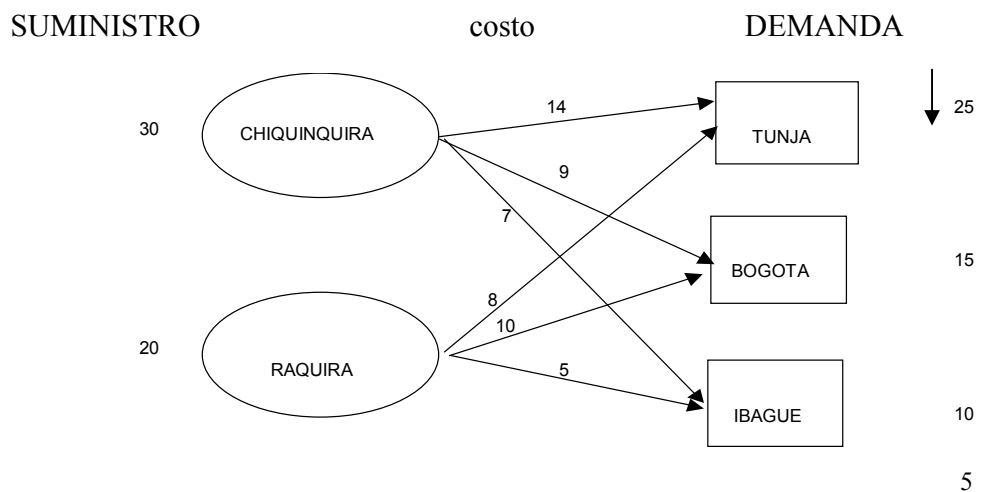 SUMINISTRO costo DEMANDA
14
25
30
CHIQUINQUIRA
TUNJA
9
7
BOGOTA
15
8
10
20
RAQUIRA
5
IBAGUE
10
5